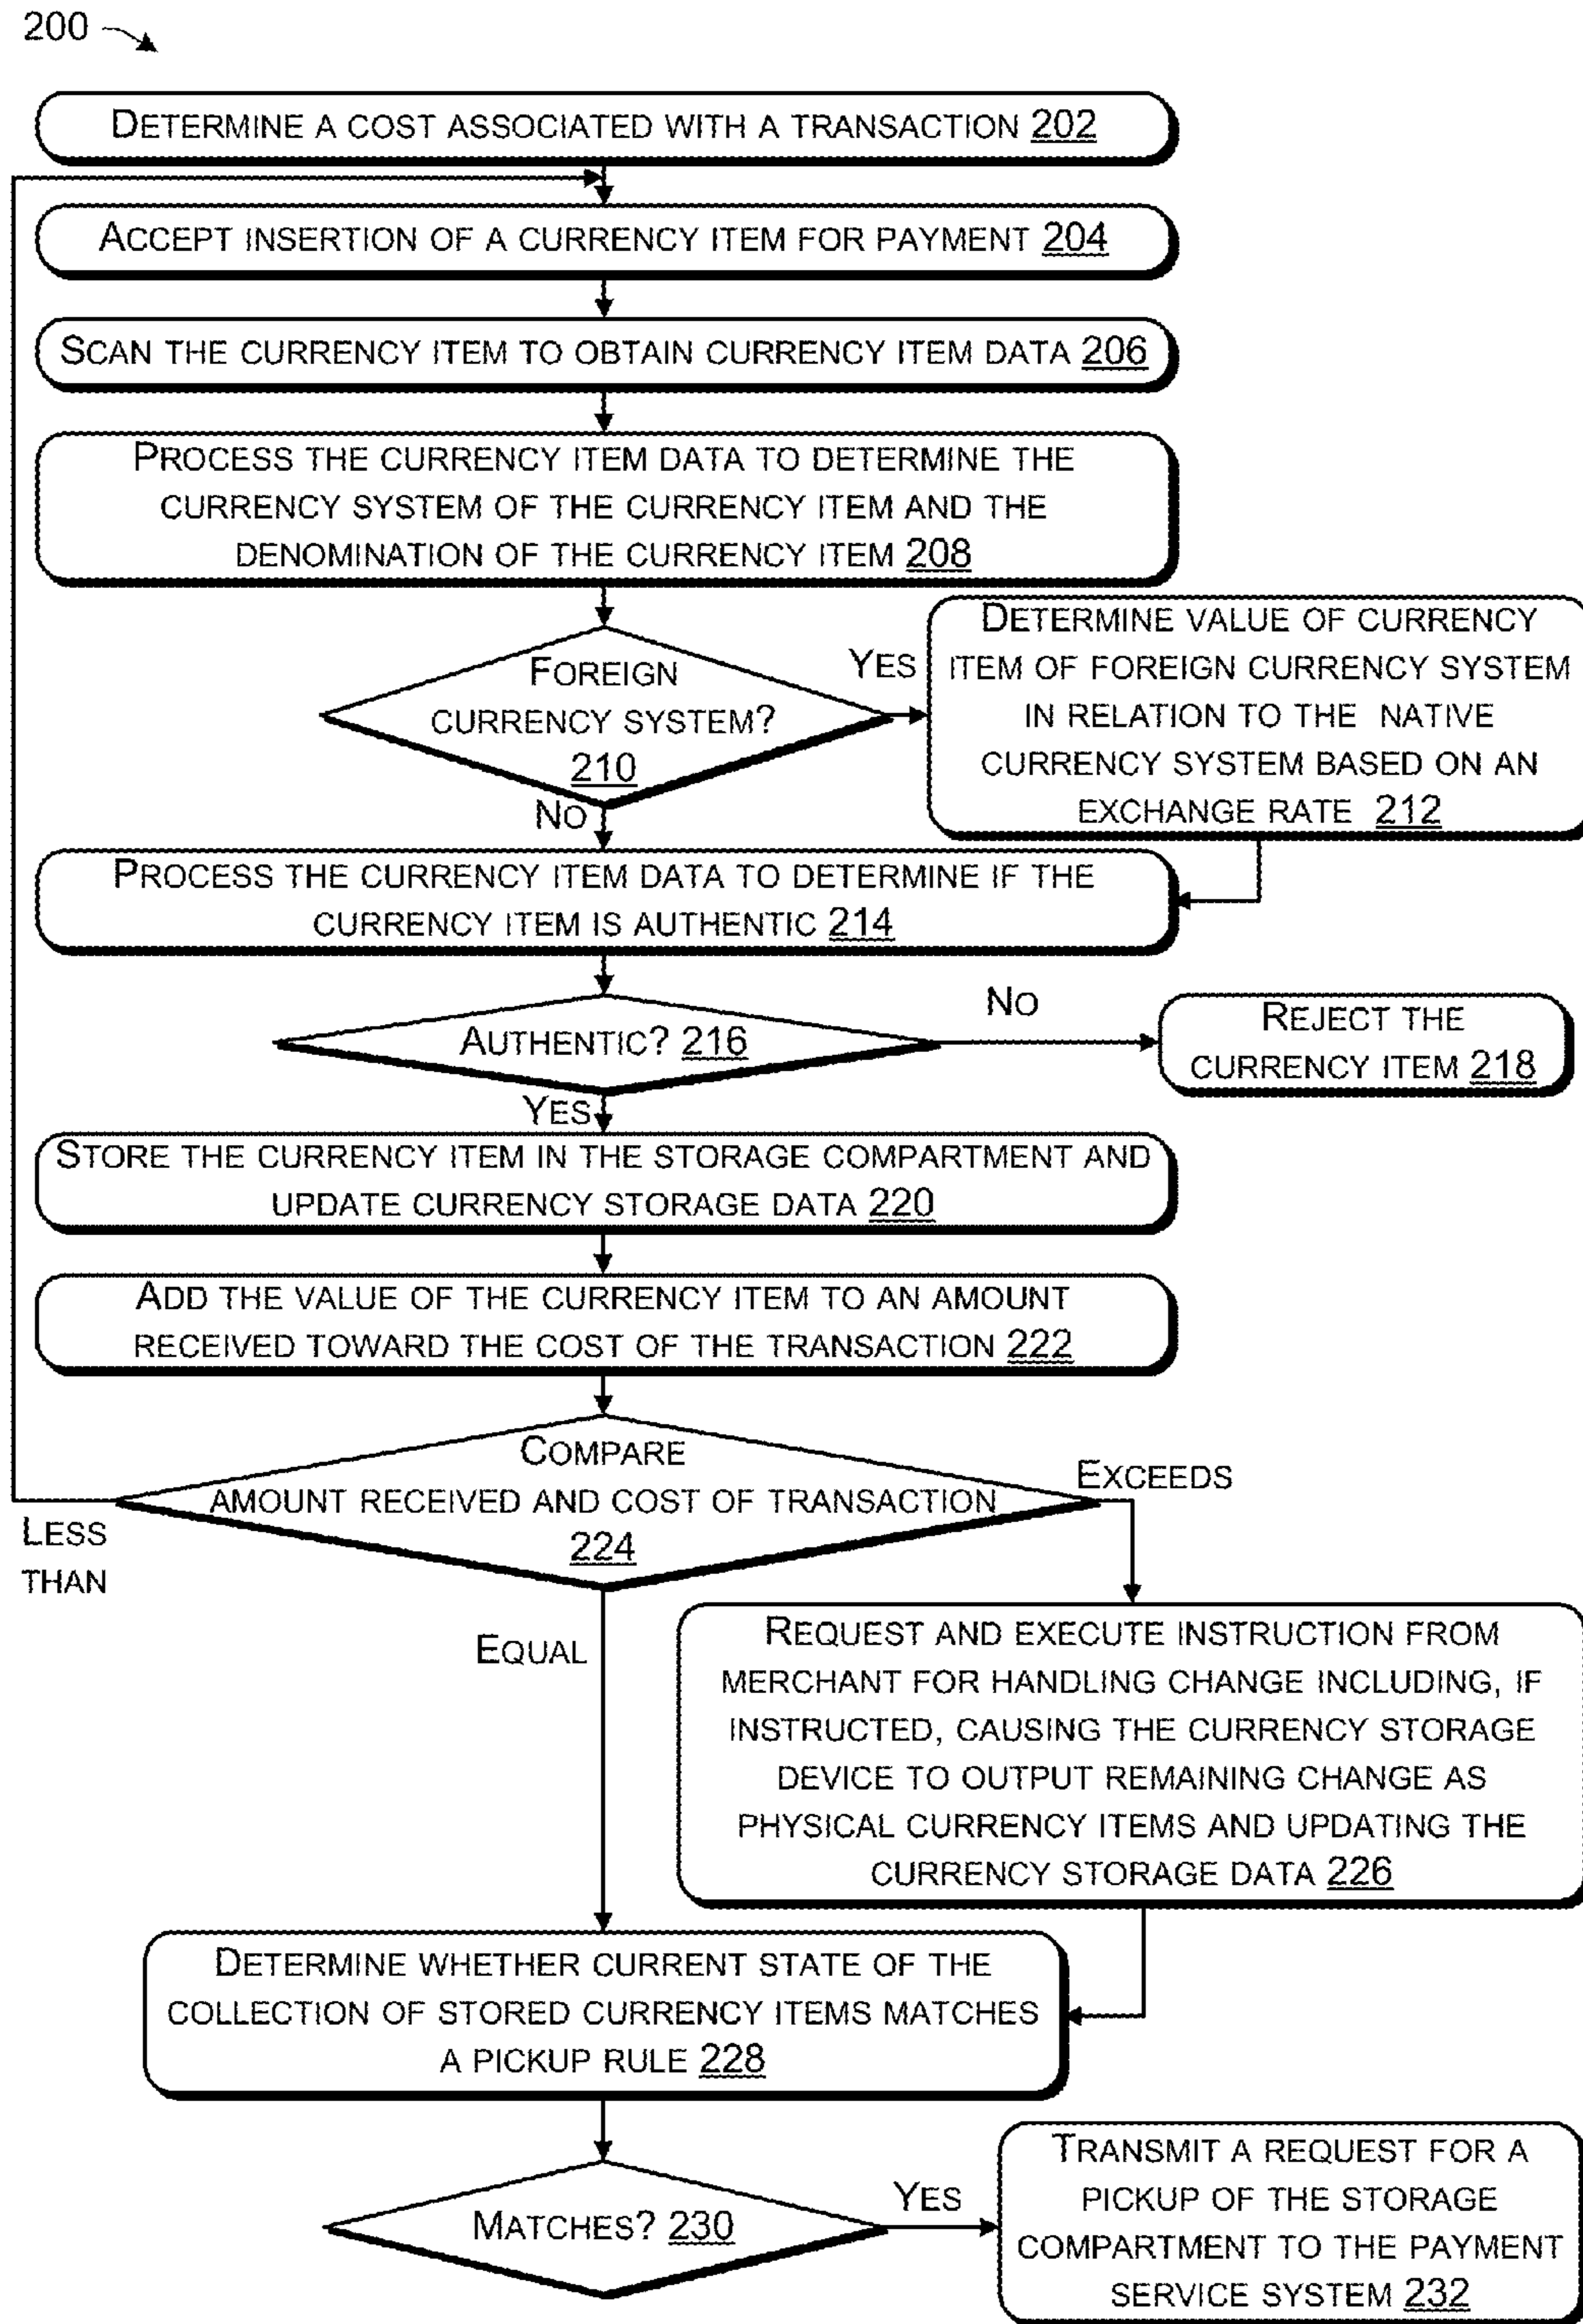 200
DETERMINE A COST ASSOCIATED WITH A TRANSACTION 202
ACCEPT INSERTION OF A CURRENCY ITEM FOR PAYMENT 204
SCAN THE CURRENCY ITEM TO OBTAIN CURRENCY ITEM DATA 206
PROCESS THE CURRENCY ITEM DATA TO DETERMINE THE
CURRENCY SYSTEM OF THE CURRENCY ITEM AND THE
DENOMINATION OF THE CURRENCY ITEM 208
FOREIGN
CURRENCY SYSTEM?
210
YES
NO
DETERMINE VALUE OF CURRENCY
ITEM OF FOREIGN CURRENCY SYSTEM
IN RELATION TO THE NATIVE
CURRENCY SYSTEM BASED ON AN
EXCHANGE RATE 212
PROCESS THE CURRENCY ITEM DATA TO DETERMINE IF THE
CURRENCY ITEM IS AUTHENTIC 214
AUTHENTIC? 216
NO
YES
REJECT THE
CURRENCY ITEM 218
STORE THE CURRENCY ITEM IN THE STORAGE COMPARTMENT AND
UPDATE CURRENCY STORAGE DATA 220
ADD THE VALUE OF THE CURRENCY ITEM TO AN AMOUNT
RECEIVED TOWARD THE COST OF THE TRANSACTION 222
COMPARE
AMOUNT RECEIVED AND COST OF TRANSACTION
224
EXCEEDS
LESS
THAN
EQUAL
REQUEST AND EXECUTE INSTRUCTION FROM
MERCHANT FOR HANDLING CHANGE INCLUDING, IF
INSTRUCTED, CAUSING THE CURRENCY STORAGE
DEVICE TO OUTPUT REMAINING CHANGE AS
PHYSICAL CURRENCY ITEMS AND UPDATING THE
CURRENCY STORAGE DATA 226
DETERMINE WHETHER CURRENT STATE OF THE
COLLECTION OF STORED CURRENCY ITEMS MATCHES
A PICKUP RULE 228
MATCHES? 230
YES
TRANSMIT A REQUEST FOR A
PICKUP OF THE STORAGE
COMPARTMENT TO THE PAYMENT
SERVICE SYSTEM 232